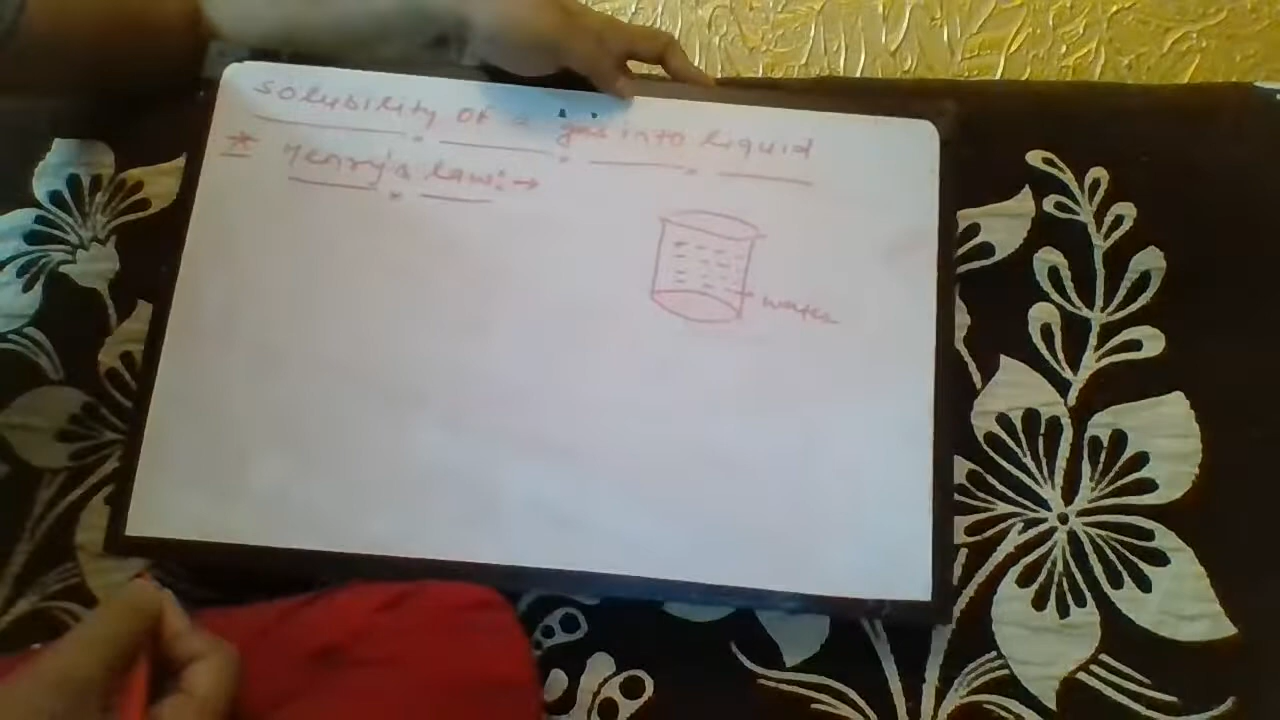 solubility of a gas into liquid
* Henry's law:→
water